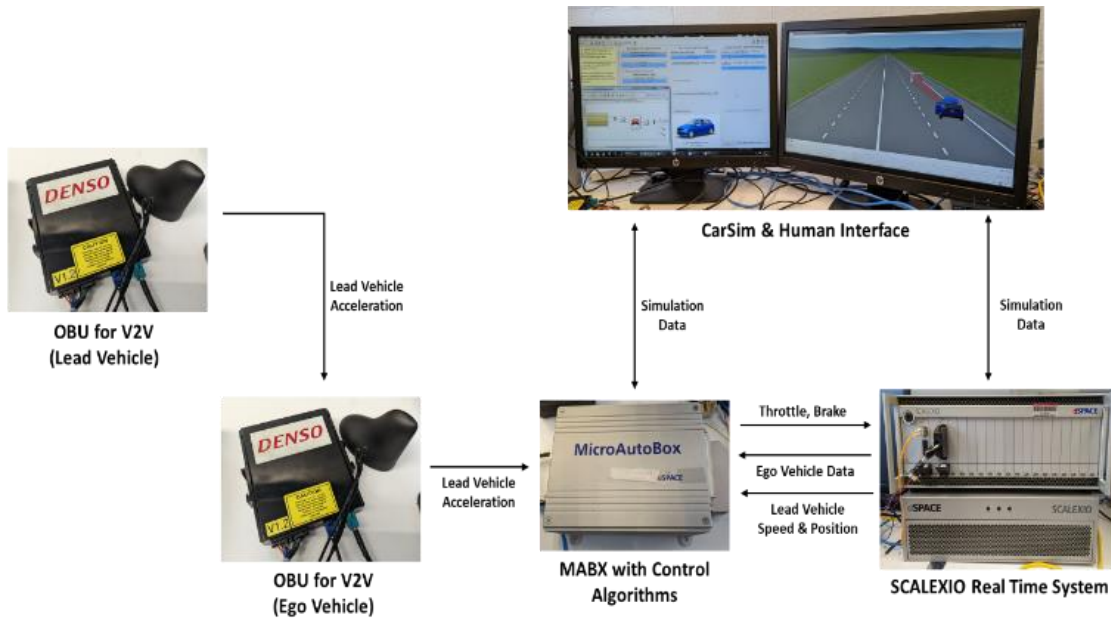 CarSim & Human Interface
DENSO
V1.2
CAUTION
OBU for V2V
(Lead Vehicle)
Lead Vehicle
Acceleration
Simulation
Data
Simulation
Data
DENSO
V1.2
CAUTION
OBU for V2V
(Ego Vehicle)
Lead Vehicle
Acceleration
MicroAutoBox
dSPACE
MABX with Control
Algorithms
Throttle, Brake
Ego Vehicle Data
Lead Vehicle
Speed & Position
SCALEXIO
dSPACE
dSPACE
SCALEXIO
SCALEXIO Real Time System